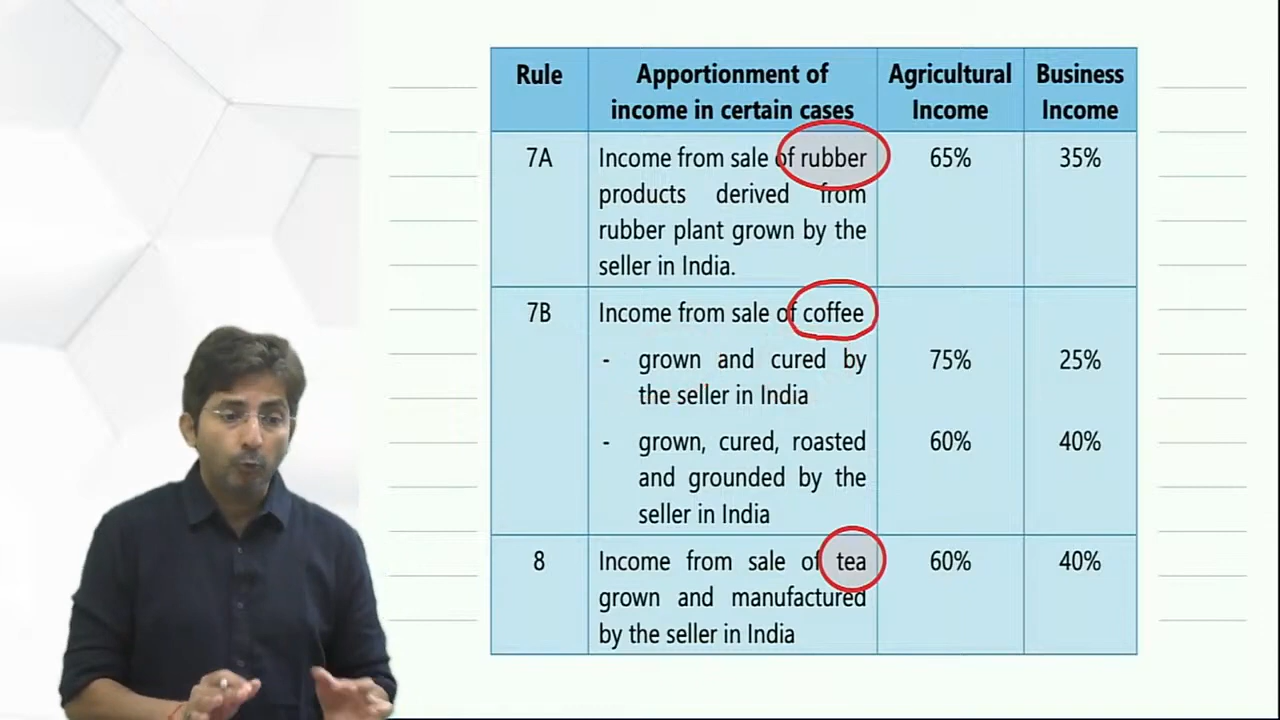 Rule Apportionment of income in certain cases Agricultural Income Business Income
7A Income from sale of rubber 65% 35%
products derived from
rubber plant grown by the
seller in India.
7B Income from sale of coffee
- grown and cured by 75% 25%
the seller in India
- grown, cured, roasted 60% 40%
and grounded by the
seller in India
8 Income from sale of tea 60% 40%
grown and manufactured
by the seller in India